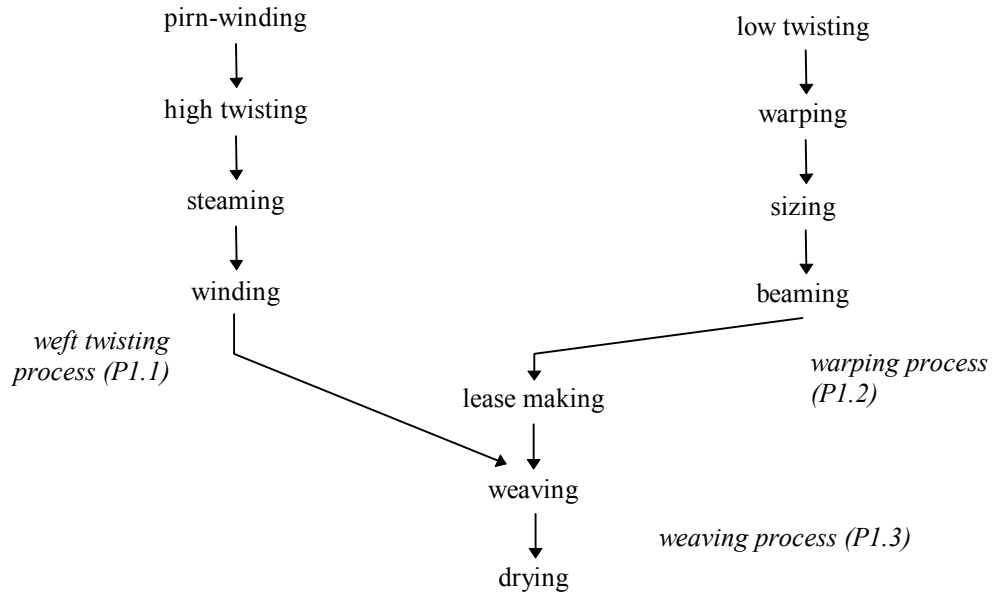 pirn-winding
low twisting
high twisting
warping
steaming
sizing
winding
beaming
weft twisting
process (P1.1)
warping process
(P1.2)
lease making
weaving
weaving process (P1.3)
drying